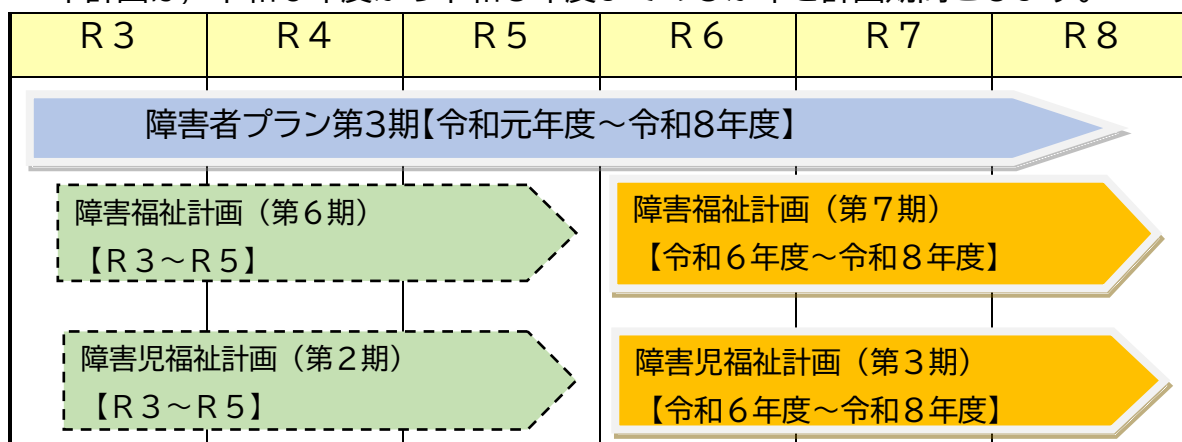 R３ R４ R５ R６ R７ R８
障害者プラン第3期【令和元年度～令和8年度】
障害福祉計画（第６期）
【R３～R５】
障害福祉計画（第７期）
【令和６年度～令和８年度】
障害児福祉計画（第２期）
【R３～R５】
障害児福祉計画（第３期）
【令和６年度～令和８年度】